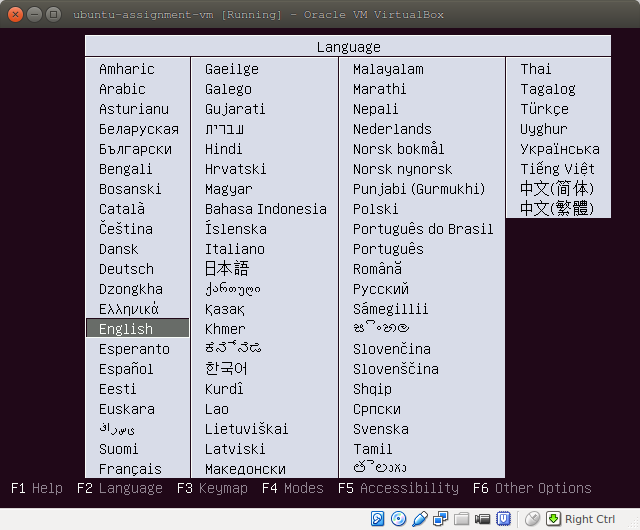 ubuntu-assignment-vm [Running] - Oracle VM VirtualBox
Language
Amharic
Arabic
Asturianu
Беларуская
Български
Bengali
Bosanski
Català
Čeština
Dansk
Deutsch
Dzongkha
Ελληνικά
English
Esperanto
Español
Eesti
Euskara
فارسی
Suomi
Français
Gaeilge
Galego
Gujarati
עברית
Hindi
Hrvatski
Magyar
Bahasa Indonesia
Íslenska
Italiano
日本語
ქართული
Қазақ
Khmer
ಕನ್ನಡ
한국어
Kurdî
Lao
Lietuviškai
Latviski
Македонски
Malayalam
Marathi
Nepali
Nederlands
Norsk bokmål
Norsk nynorsk
Punjabi (Gurmukhi)
Polski
Português do Brasil
Português
Română
Русский
Sámegillii
සිංහල
Slovenčina
Slovenščina
Shqip
Српски
Svenska
Tamil
తెలుగు
Thai
Tagalog
Türkçe
Uyghur
Українська
Tiếng Việt
中文(简体)
中文(繁體)
F1 Help F2 Language F3 Keymap F4 Modes F5 Accessibility F6 Other Options
Right Ctrl